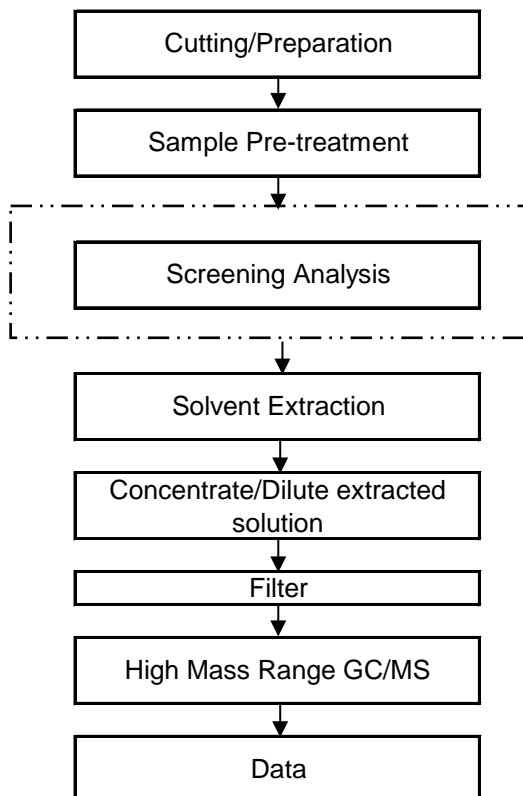 Cutting/Preparation
Sample Pre-treatment
Screening Analysis
Solvent Extraction
Concentrate/Dilute extracted
solution
Filter
High Mass Range GC/MS
Data